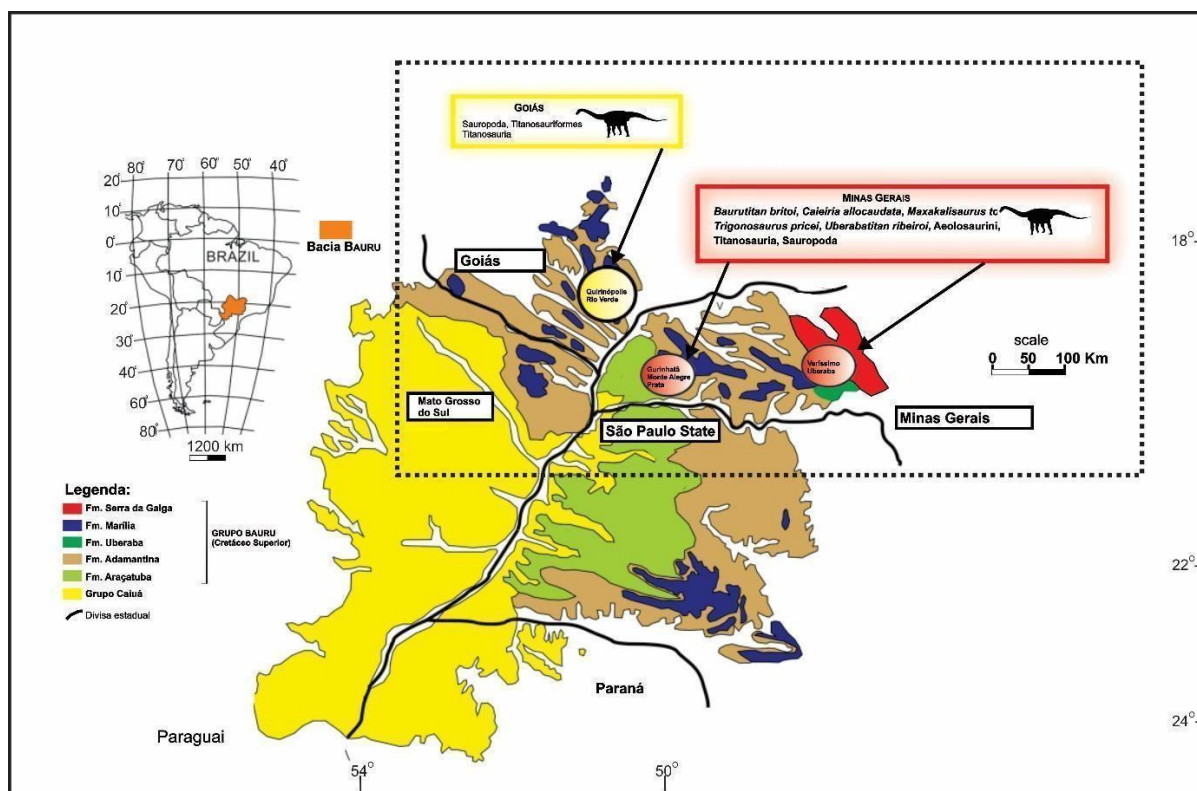 GOIÁS
Sauropoda, Titanosauriformes
Titanosauria
MINAS GERAIS
Baurutitan britoi, Caieiria allocaudata, Maxakalisaurus to
Trigonosaurus pricei, Uberabatitan ribeiroi, Aeolosaurini,
Titanosauria, Sauropoda
80° 70° 60° 50° 40°
20°
10°
0°
10
20
30
40
50°
60°
70°
80°
BRAZIL
1200 km
Bacia BAURU
Goiás
Quirinópolis
Rio Verde
18°
V
scale
0 50 100 Km
Gurinhatã
Monte Alegre
Prata
Veríssimo
Uberaba
Mato Grosso
do Sul
São Paulo State
Minas Gerais
Legenda:
Fm. Serra da Galga
Fm. Marília
Fm. Uberaba
Fm. Adamantina
Fm. Araçatuba
Grupo Caiuá
Divisa estadual
GRUPO BAURU
(Cretáceo Superior)
22°
Paraná
Paraguai
24°
54°
50°